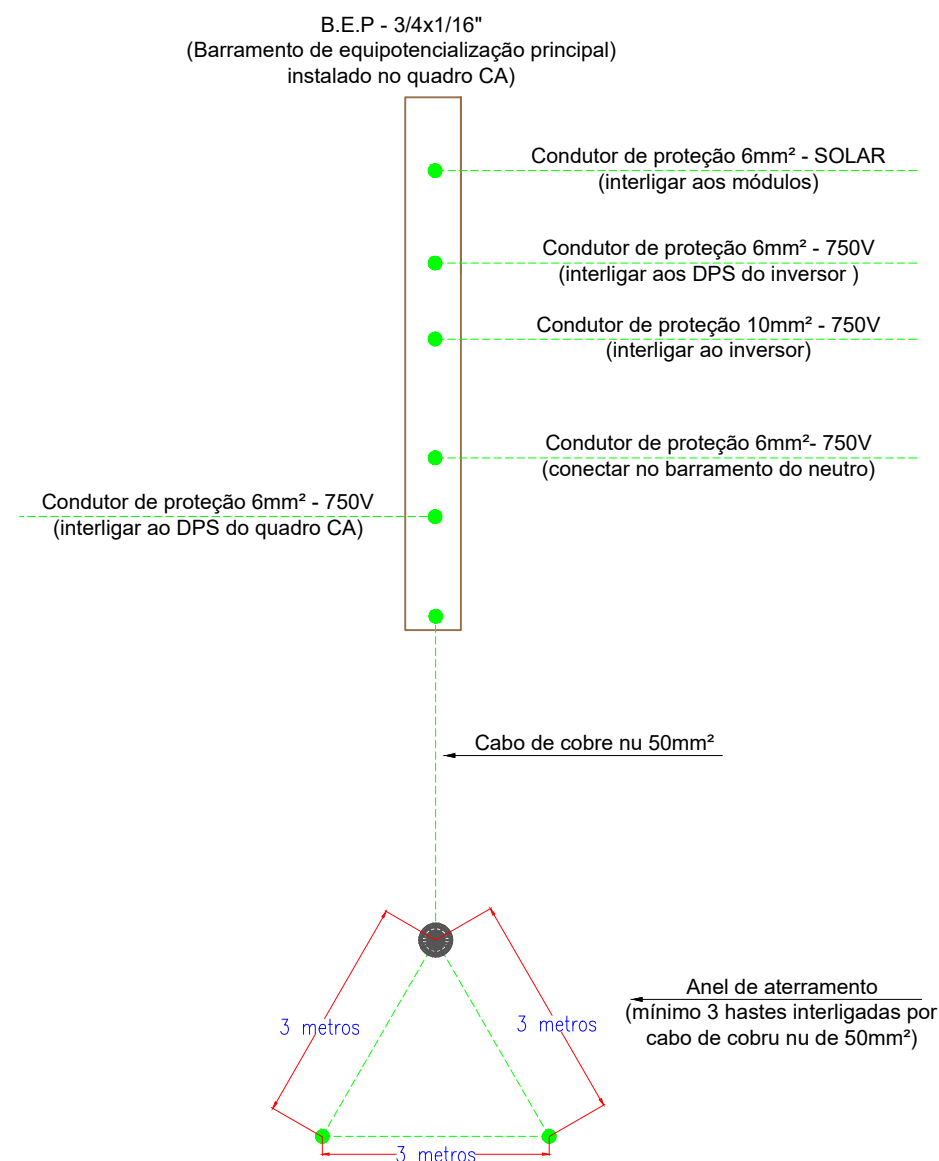 B.E.P - 3/4x1/16"
(Barramento de equipotencialização principal)
instalado no quadro CA)
Condutor de proteção 6mm² - SOLAR
(interligar aos módulos)
Condutor de proteção 6mm² - 750V
(interligar aos DPS do inversor )
Condutor de proteção 10mm² - 750V
(interligar ao inversor)
Condutor de proteção 6mm²- 750V
(conectar no barramento do neutro)
Condutor de proteção 6mm² - 750V
(interligar ao DPS do quadro CA)
Cabo de cobre nu 50mm²
Anel de aterramento
(mínimo 3 hastes interligadas por
cabo de cobru nu de 50mm²)
3 metros
3 metros
3 metros